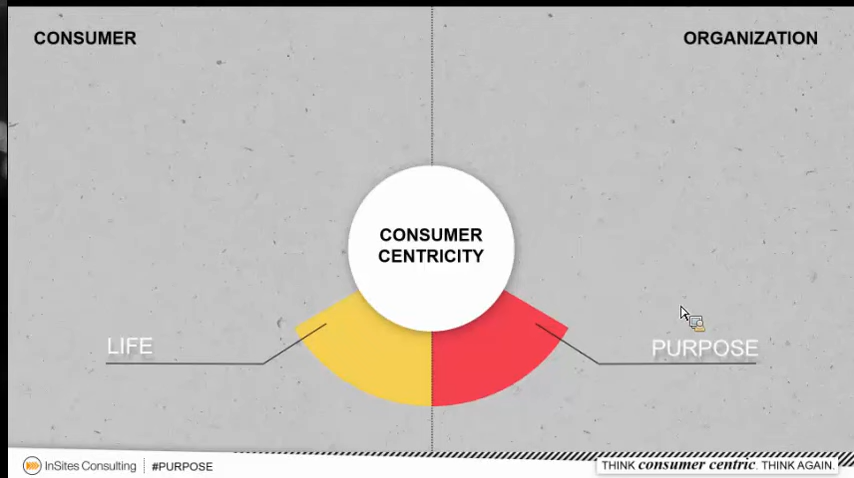 CONSUMER
ORGANIZATION
CONSUMER
CENTRICITY
LIFE
PURPOSE
InSites Consulting
#PURPOSE
THINK consumer centric. THINK AGAIN.